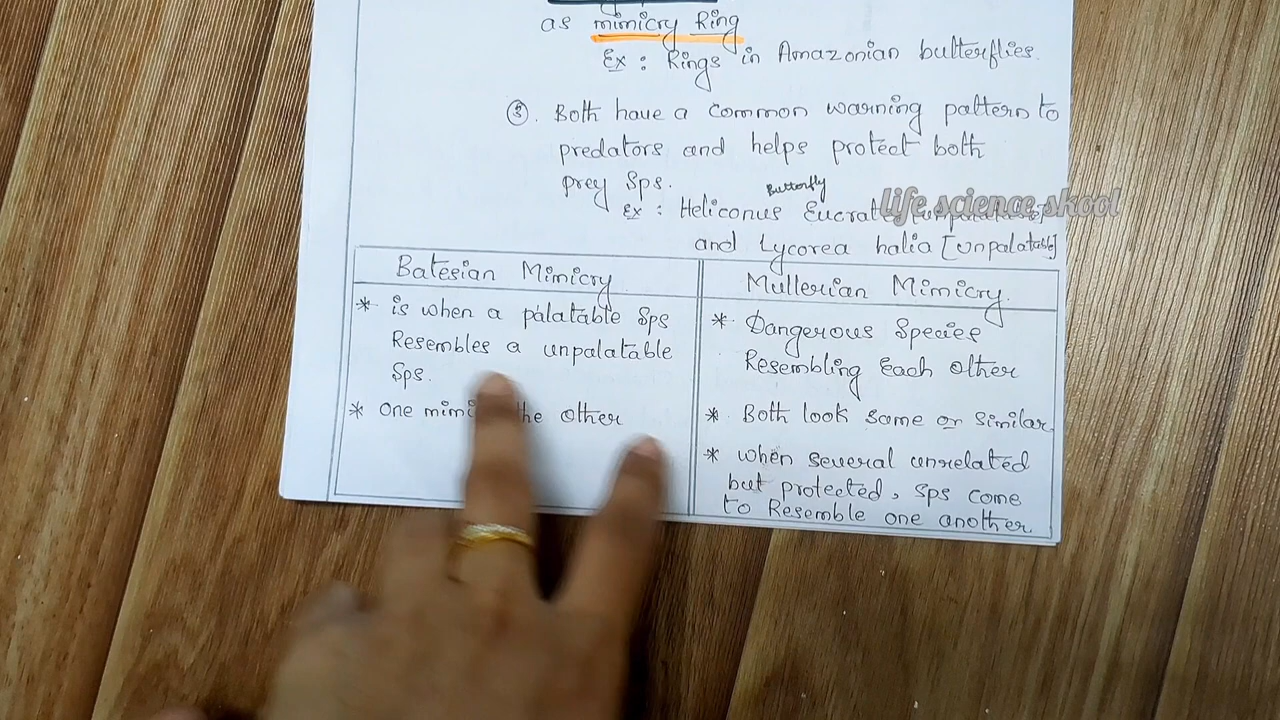 as mimicry Ring
Ex : Rings in Amazonian butterflies.
③. Both have a common warning pattern to
predators and helps protect both
prey Sps.
Butterfly
Ex : Heliconus Eucrate
life science skool
and Lycorea halia [Unpalatable]
Batesian Mimicry
* is when a palatable Sps
Resembles a unpalatable
Sps.
* One the other
Mullerian Mimicry.
* Dangerous Species
Resembling Each Other
* Both look same or similar.
* when several unrelated
but protected, sps come
to Resemble one another.